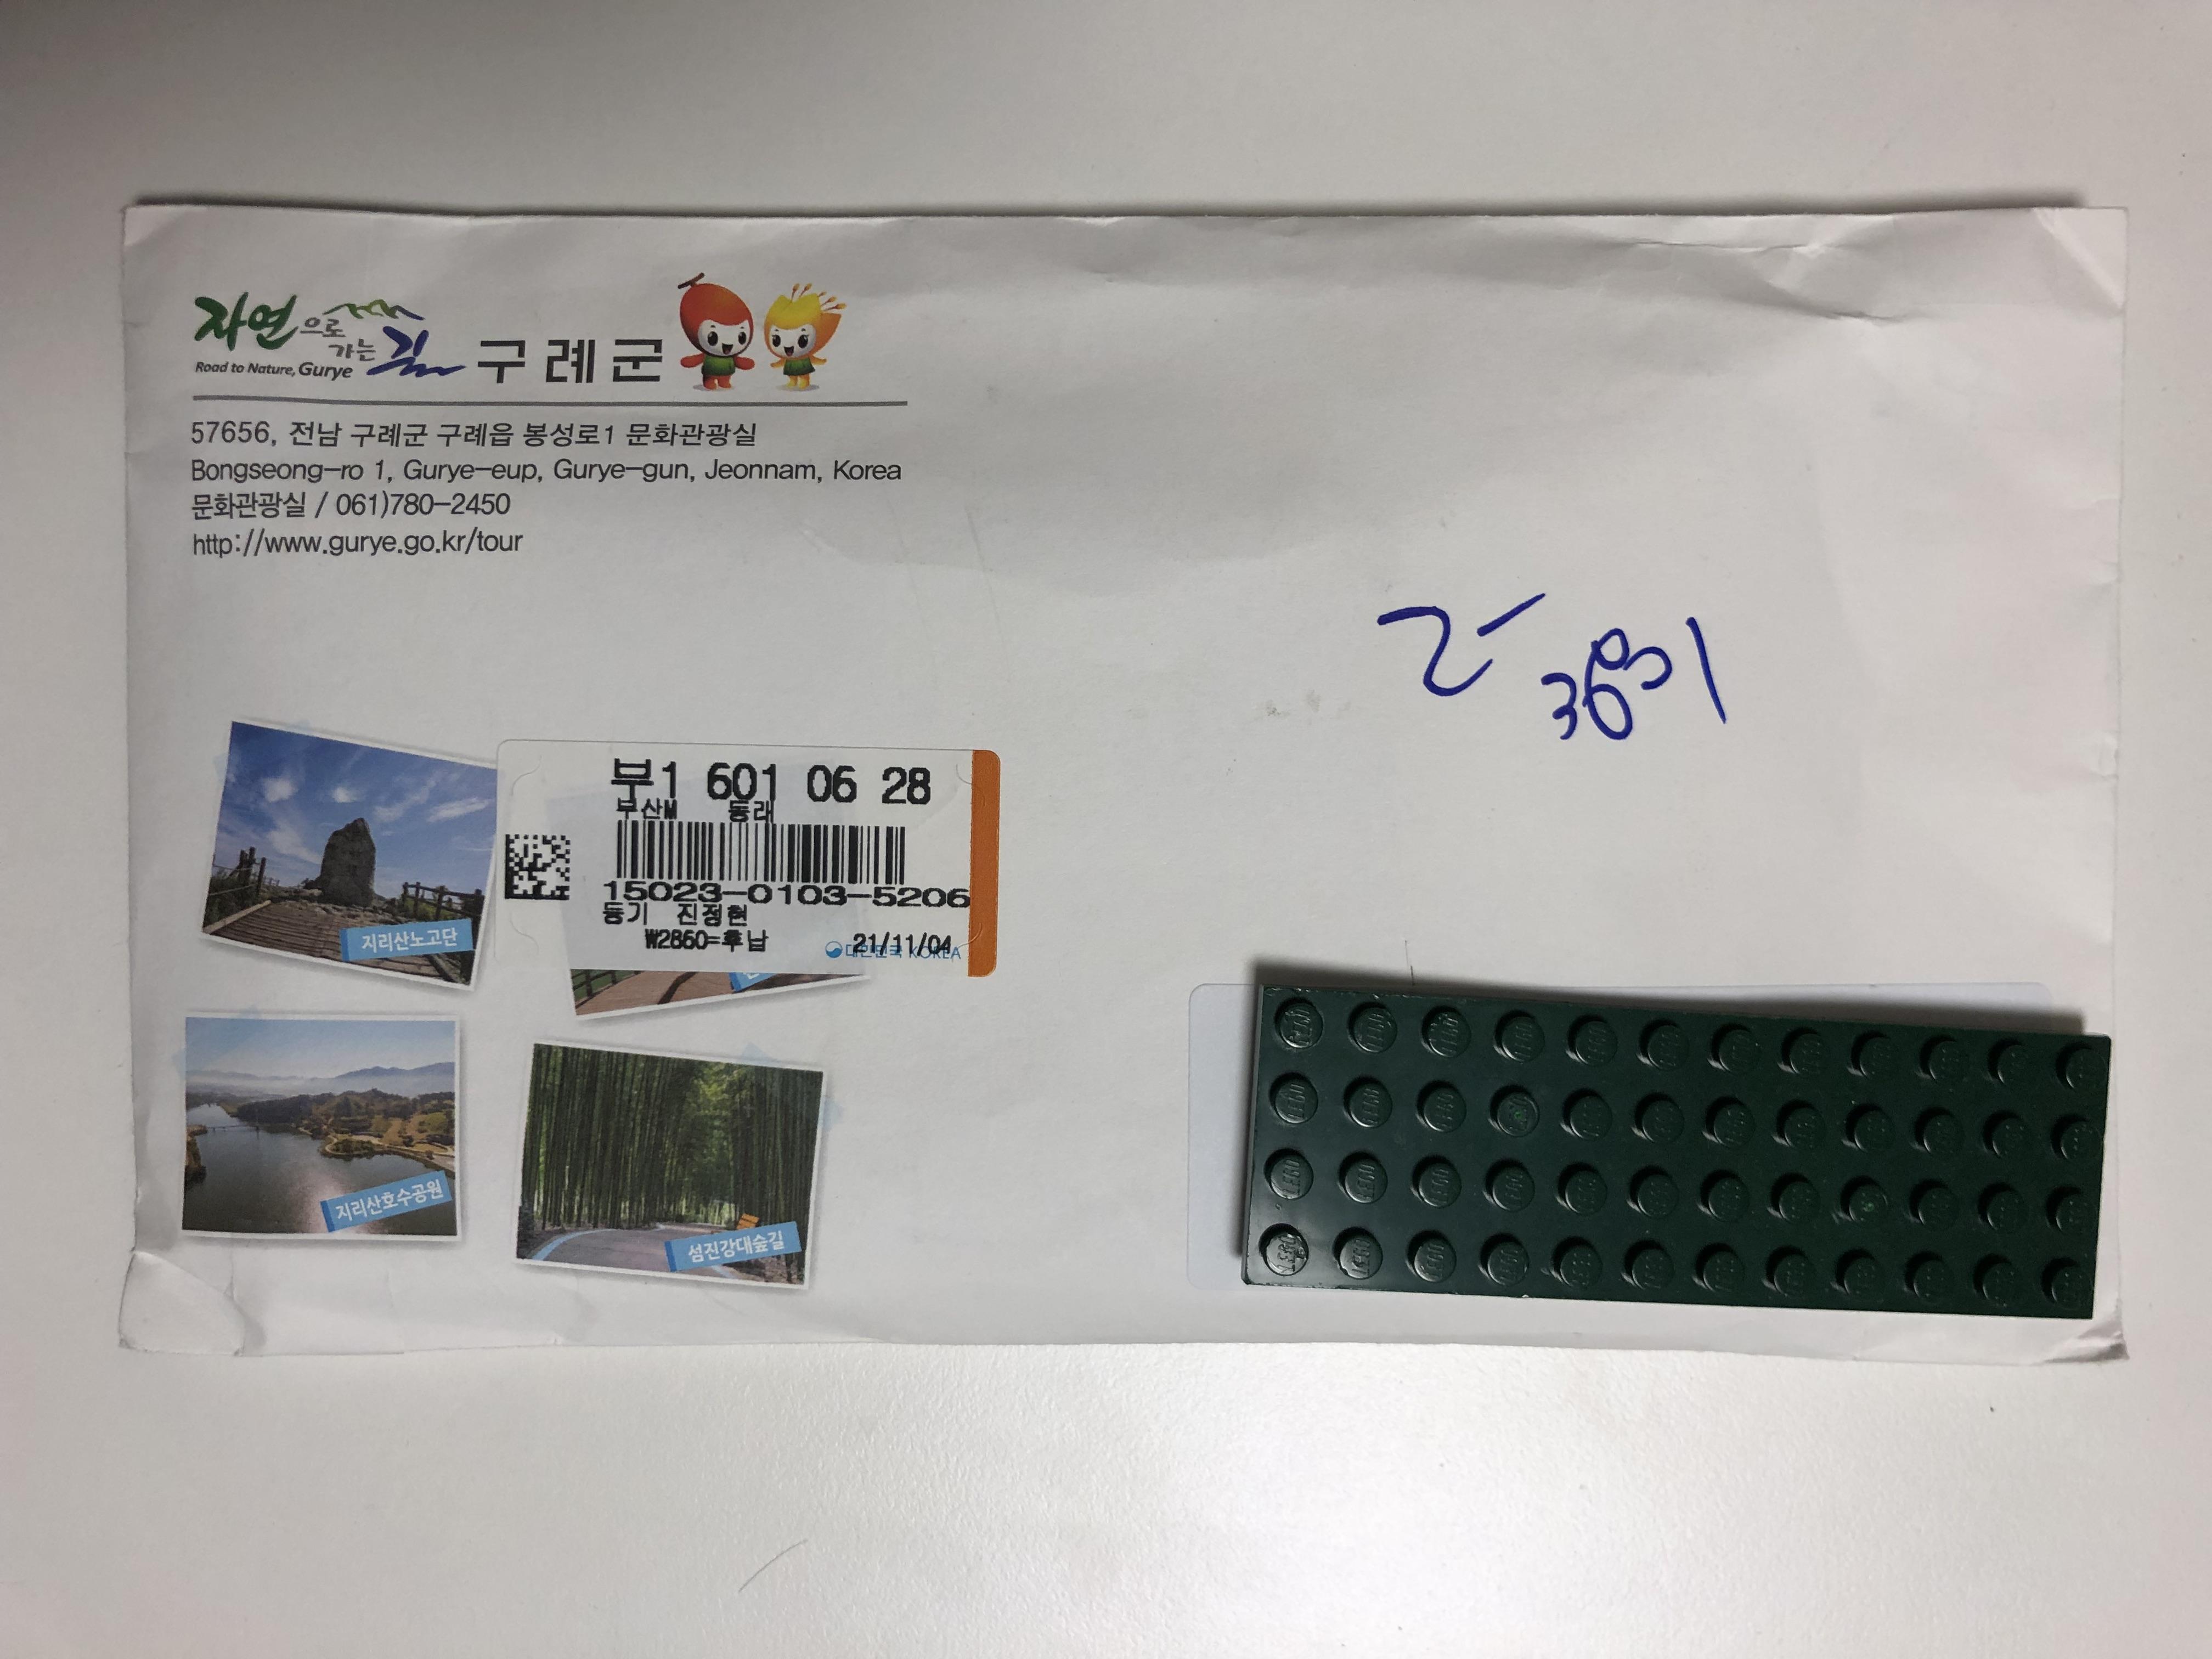 자연으로 가는 길 구례군
Road to Nature, Gurye
57656, 전남 구례군 구례읍 봉성로1 문화관광실
Bongseong-ro 1, Gurye-eup, Gurye-gun, Jeonnam, Korea
문화관광실 / 061)780-2450
http://www.gurye.go.kr/tour
부1 601 06 28
부산M 동래
15023-0103-5206
등기 진정현
₩2850=후납 21/11/04
대한민국 KOREA
지리산노고단
지리산호수공원
섬진강대숲길